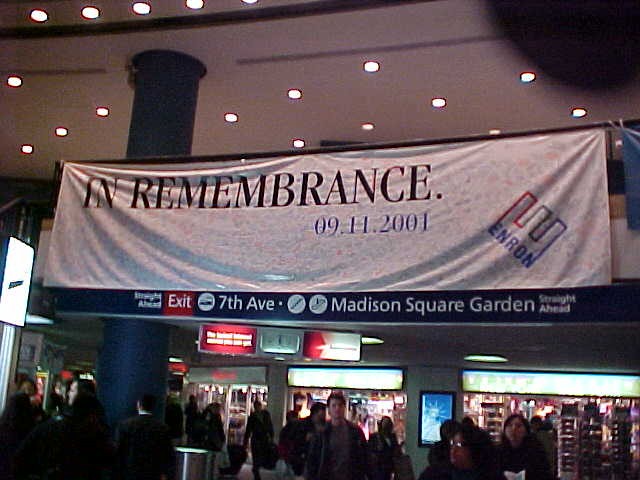 IN REMEMBRANCE.
09.11.2001
ENRON
Straight Ahead Exit 7th Ave · Madison Square Garden Straight Ahead